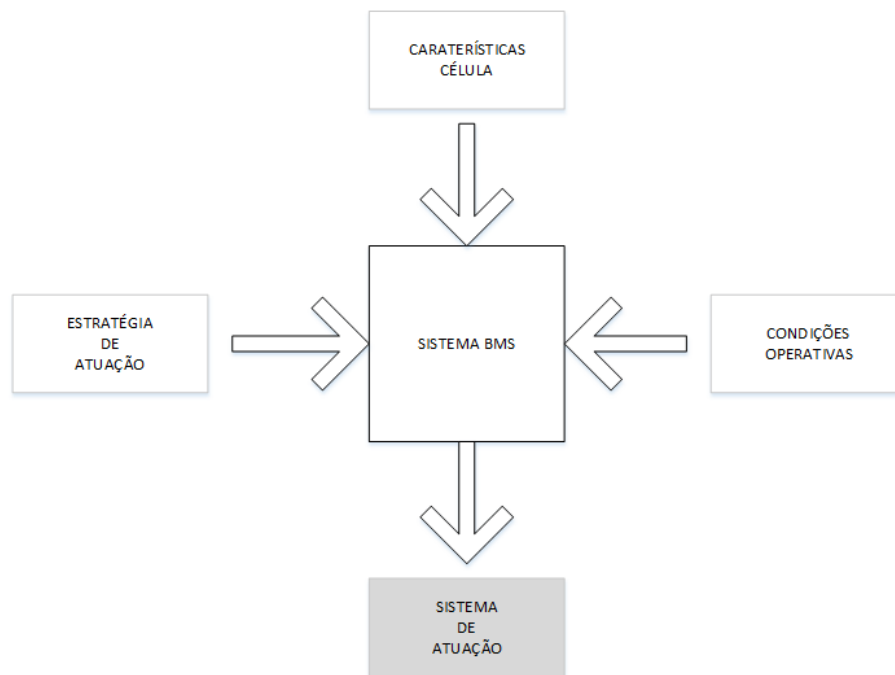 CARATERÍSTICAS
CÉLULA
ESTRATÉGIA
DE
ATUAÇÃO
SISTEMA BMS
CONDIÇÕES
OPERATIVAS
SISTEMA
DE
ATUAÇÃO